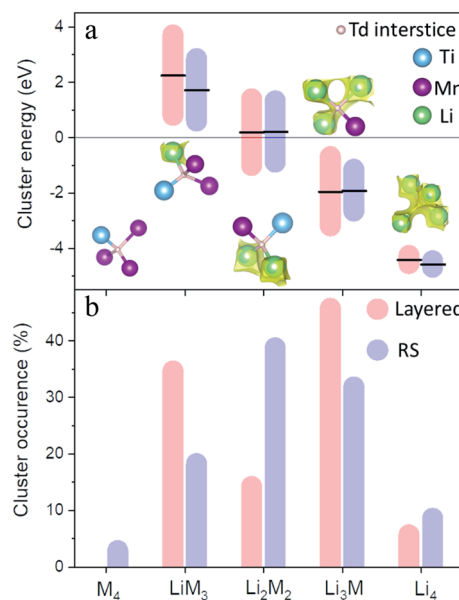 a
Td interstice
Ti
Mn
Li
Cluster energy (eV)
4
2
0
-2
-4
b
Layered
RS
Cluster occurence (%)
40
30
20
10
0
M₄
LiM₃
Li₂M₂
Li₃M
Li₄